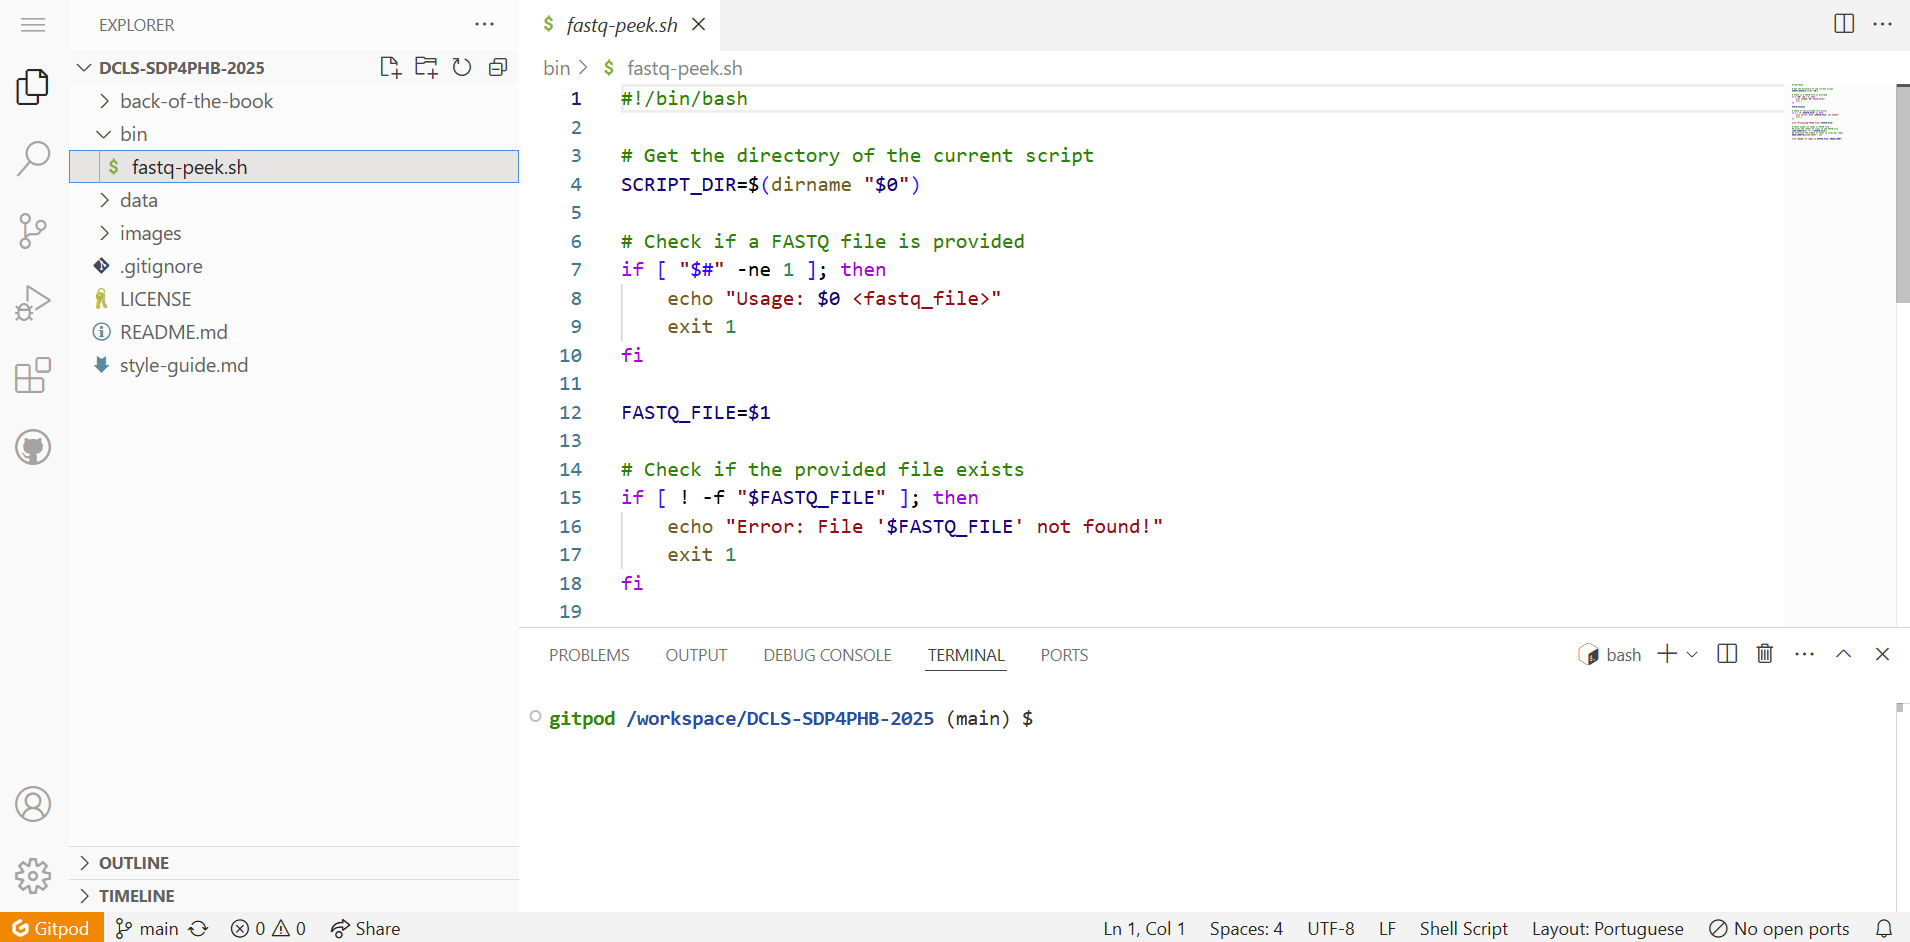 EXPLORER
DCLS-SDP4PHB-2025
back-of-the-book
bin
$ fastq-peek.sh
data
images
.gitignore
LICENSE
README.md
style-guide.md
OUTLINE
TIMELINE
$ fastq-peek.sh
bin > $ fastq-peek.sh
1 #!/bin/bash
2
3 # Get the directory of the current script
4 SCRIPT_DIR=$(dirname "$0")
5
6 # Check if a FASTQ file is provided
7 if [ "$#" -ne 1 ]; then
8     echo "Usage: $0 <fastq_file>"
9     exit 1
10 fi
11
12 FASTQ_FILE=$1
13
14 # Check if the provided file exists
15 if [ ! -f "$FASTQ_FILE" ]; then
16     echo "Error: File '$FASTQ_FILE' not found!"
17     exit 1
18 fi
19
PROBLEMS OUTPUT DEBUG CONSOLE TERMINAL PORTS bash
gitpod /workspace/DCLS-SDP4PHB-2025 (main) $
Gitpod main 0 0 Share Ln 1, Col 1 Spaces: 4 UTF-8 LF Shell Script Layout: Portuguese No open ports